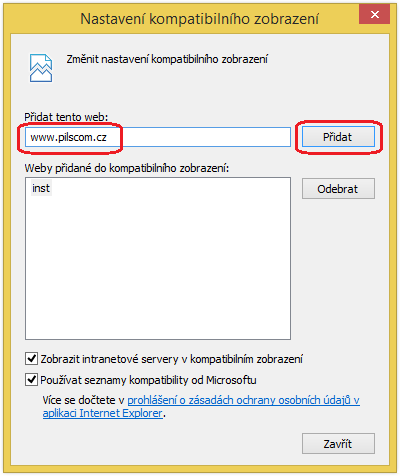 Nastavení kompatibilního zobrazení
Změnit nastavení kompatibilního zobrazení
Přidat tento web:
www.pilscom.cz
Přidat
Weby přidané do kompatibilního zobrazení:
inst
Odebrat
Zobrazit intranetové servery v kompatibilním zobrazení
Používat seznamy kompatibility od Microsoftu
Více se dočtete v prohlášení o zásadách ochrany osobních údajů v
aplikaci Internet Explorer.
Zavřít